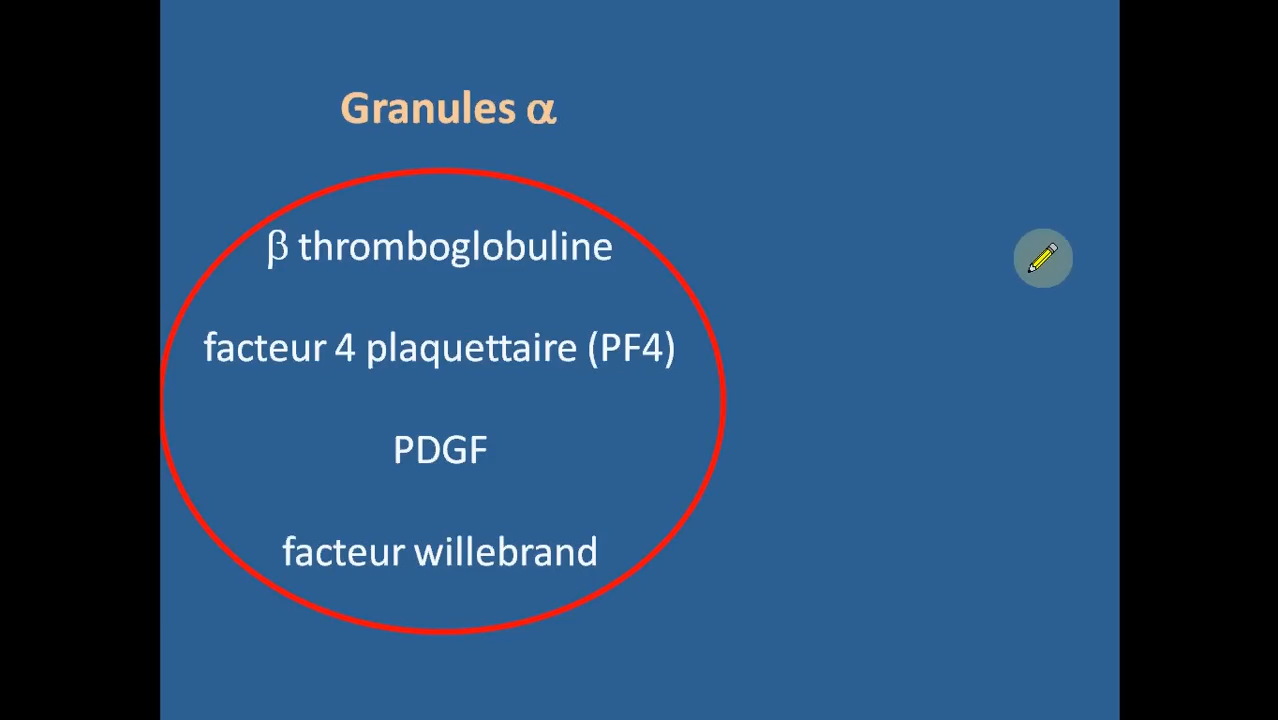 Granules α
β thromboglobuline
facteur 4 plaquettaire (PF4)
PDGF
facteur willebrand